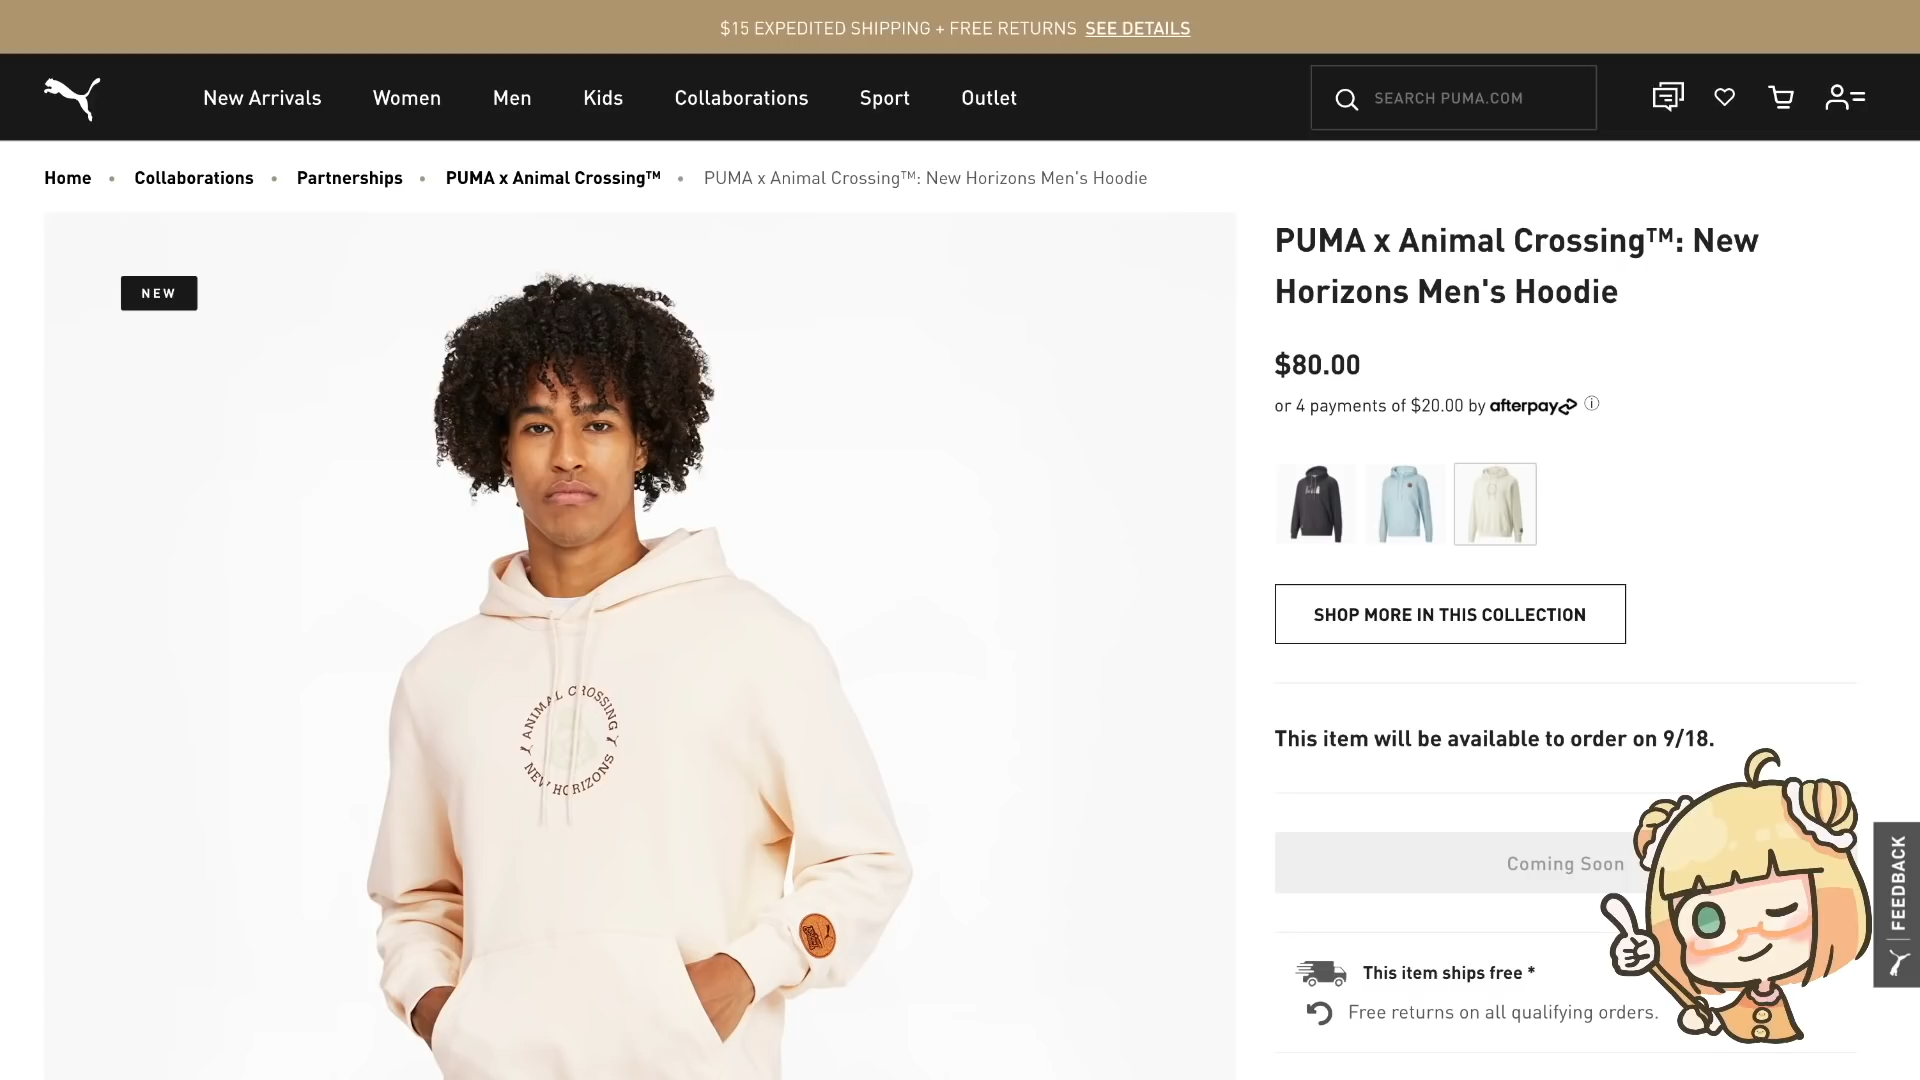 $15 EXPEDITED SHIPPING + FREE RETURNS SEE DETAILS
New Arrivals Women Men Kids Collaborations Sport Outlet SEARCH PUMA.COM
Home • Collaborations • Partnerships • PUMA x Animal Crossing™ • PUMA x Animal Crossing™: New Horizons Men's Hoodie
NEW
ANIMAL CROSSING
NEW HORIZONS
PUMA x Animal Crossing™: New
Horizons Men's Hoodie
$80.00
or 4 payments of $20.00 by afterpay
SHOP MORE IN THIS COLLECTION
This item will be available to order on 9/18.
Coming Soon
This item ships free *
Free returns on all qualifying orders.
FEEDBACK